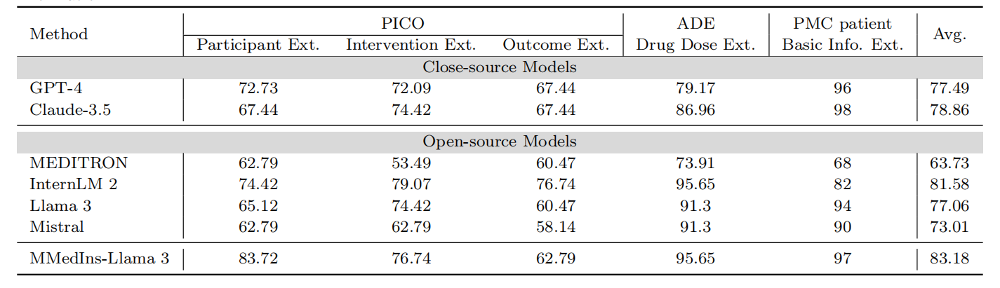 Method PICO ADE PMC patient Avg.
Participant Ext. Intervention Ext. Outcome Ext. Drug Dose Ext. Basic Info. Ext.
Close-source Models
GPT-4 72.73 72.09 67.44 79.17 96 77.49
Claude-3.5 67.44 74.42 67.44 86.96 98 78.86
Open-source Models
MEDITRON 62.79 53.49 60.47 73.91 68 63.73
InternLM 2 74.42 79.07 76.74 95.65 82 81.58
Llama 3 65.12 74.42 60.47 91.3 94 77.06
Mistral 62.79 62.79 58.14 91.3 90 73.01
MMedIns-Llama 3 83.72 76.74 62.79 95.65 97 83.18